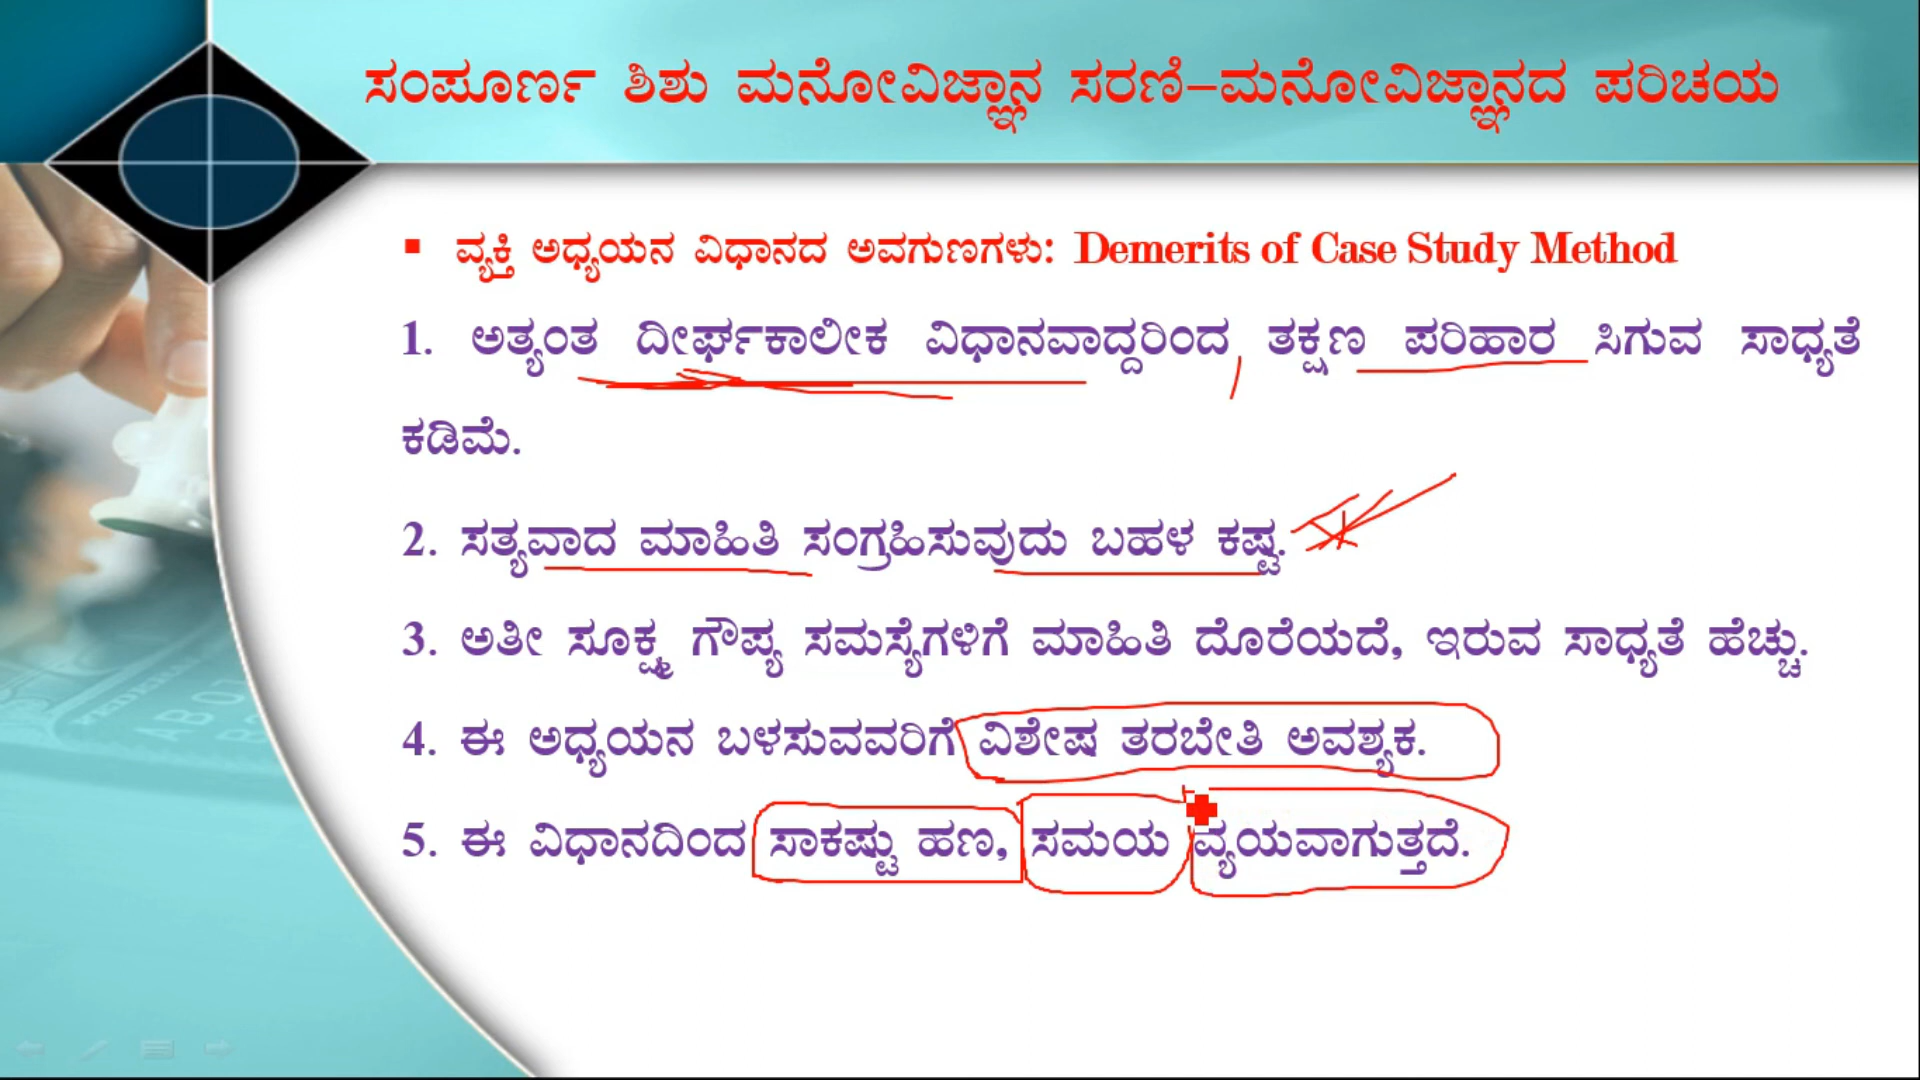 ಸಂಪೂರ್ಣ ಶಿಶು ಮನೋವಿಜ್ಞಾನ ಸರಣಿ–ಮನೋವಿಜ್ಞಾನದ ಪರಿಚಯ
▪ ವ್ಯಕ್ತಿ ಅಧ್ಯಯನ ವಿಧಾನದ ಅವಗುಣಗಳು: Demerits of Case Study Method
1. ಅತ್ಯಂತ ದೀರ್ಘಕಾಲೀಕ ವಿಧಾನವಾದ್ದರಿಂದ, ತಕ್ಷಣ ಪರಿಹಾರ ಸಿಗುವ ಸಾಧ್ಯತೆ
ಕಡಿಮೆ.
2. ಸತ್ಯವಾದ ಮಾಹಿತಿ ಸಂಗ್ರಹಿಸುವುದು ಬಹಳ ಕಷ್ಟ.
3. ಅತೀ ಸೂಕ್ಷ್ಮ ಗೌಪ್ಯ ಸಮಸ್ಯೆಗಳಿಗೆ ಮಾಹಿತಿ ದೊರೆಯದೆ, ಇರುವ ಸಾಧ್ಯತೆ ಹೆಚ್ಚು.
4. ಈ ಅಧ್ಯಯನ ಬಳಸುವವರಿಗೆ ವಿಶೇಷ ತರಬೇತಿ ಅವಶ್ಯಕ.
5. ಈ ವಿಧಾನದಿಂದ ಸಾಕಷ್ಟು ಹಣ, ಸಮಯ ವ್ಯಯವಾಗುತ್ತದೆ.